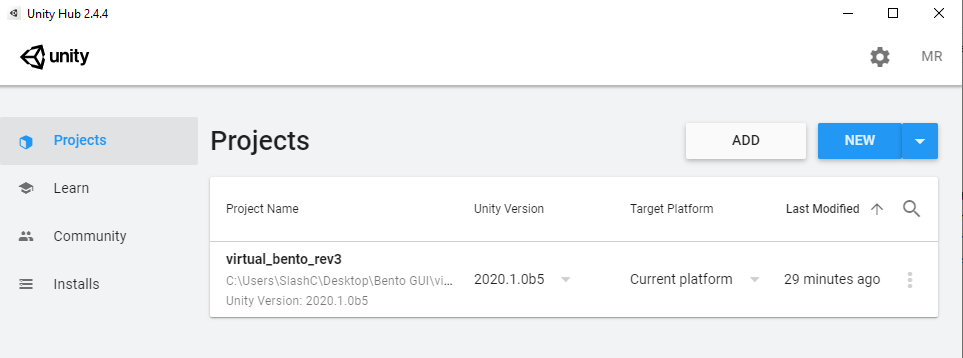 Unity Hub 2.4.4
unity
MR
Projects
Learn
Community
Installs
Projects
ADD
NEW
Project Name Unity Version Target Platform Last Modified
virtual_bento_rev3
C:\Users\SlashC\Desktop\Bento GUI\vi...
Unity Version: 2020.1.0b5
2020.1.0b5 Current platform 29 minutes ago